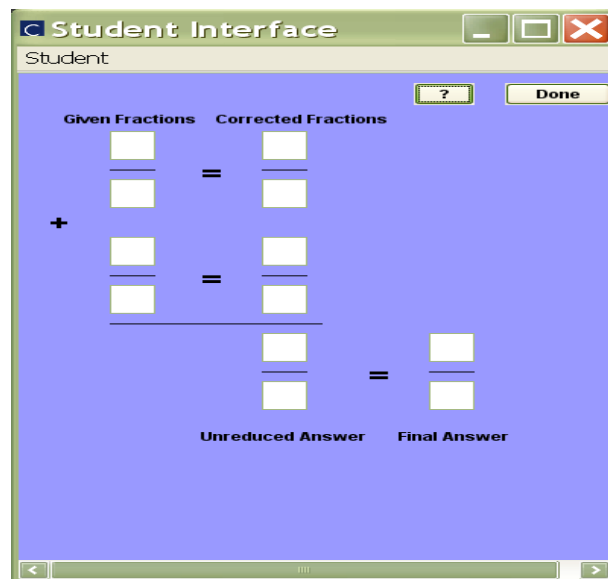 C Student Interface
Student
? Done
Given Fractions Corrected Fractions
=
+
=
=
Unreduced Answer Final Answer